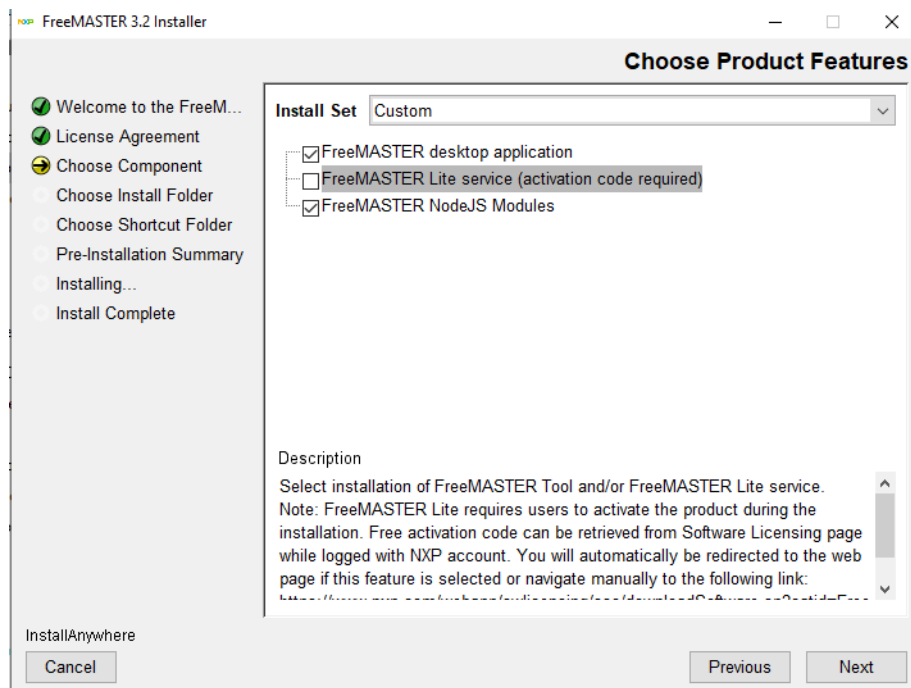 NXP FreeMASTER 3.2 Installer
Choose Product Features
Welcome to the FreeM...
License Agreement
Choose Component
Choose Install Folder
Choose Shortcut Folder
Pre-Installation Summary
Installing...
Install Complete
Install Set Custom
FreeMASTER desktop application
FreeMASTER Lite service (activation code required)
FreeMASTER NodeJS Modules
Description
Select installation of FreeMASTER Tool and/or FreeMASTER Lite service.
Note: FreeMASTER Lite requires users to activate the product during the
installation. Free activation code can be retrieved from Software Licensing page
while logged with NXP account. You will automatically be redirected to the web
page if this feature is selected or navigate manually to the following link:
InstallAnywhere
Cancel Previous Next